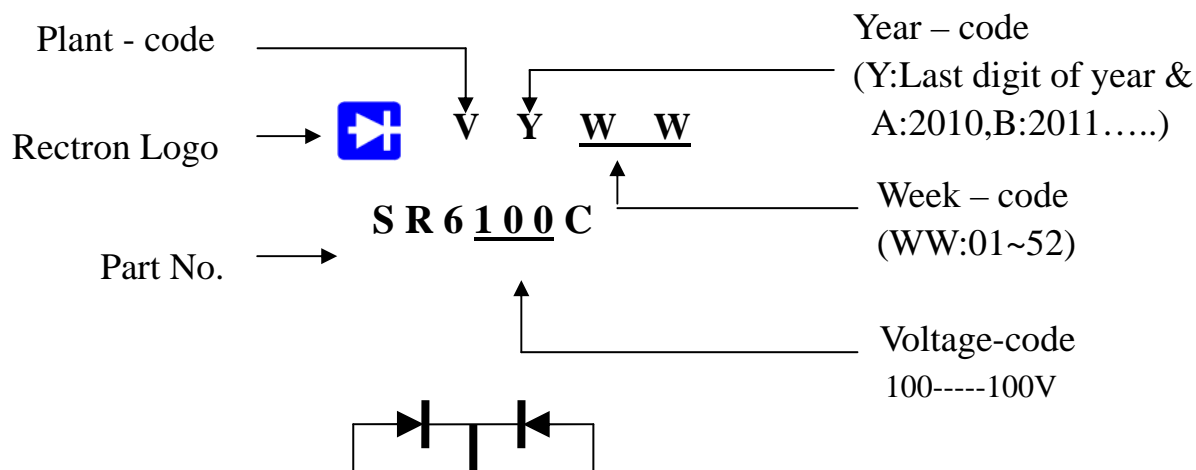 Plant - code
Year – code
(Y:Last digit of year &
A:2010,B:2011…..)
Rectron Logo
V Y W W
Week – code
(WW:01~52)
S R 6 1 0 0 C
Part No.
Voltage-code
100-----100V